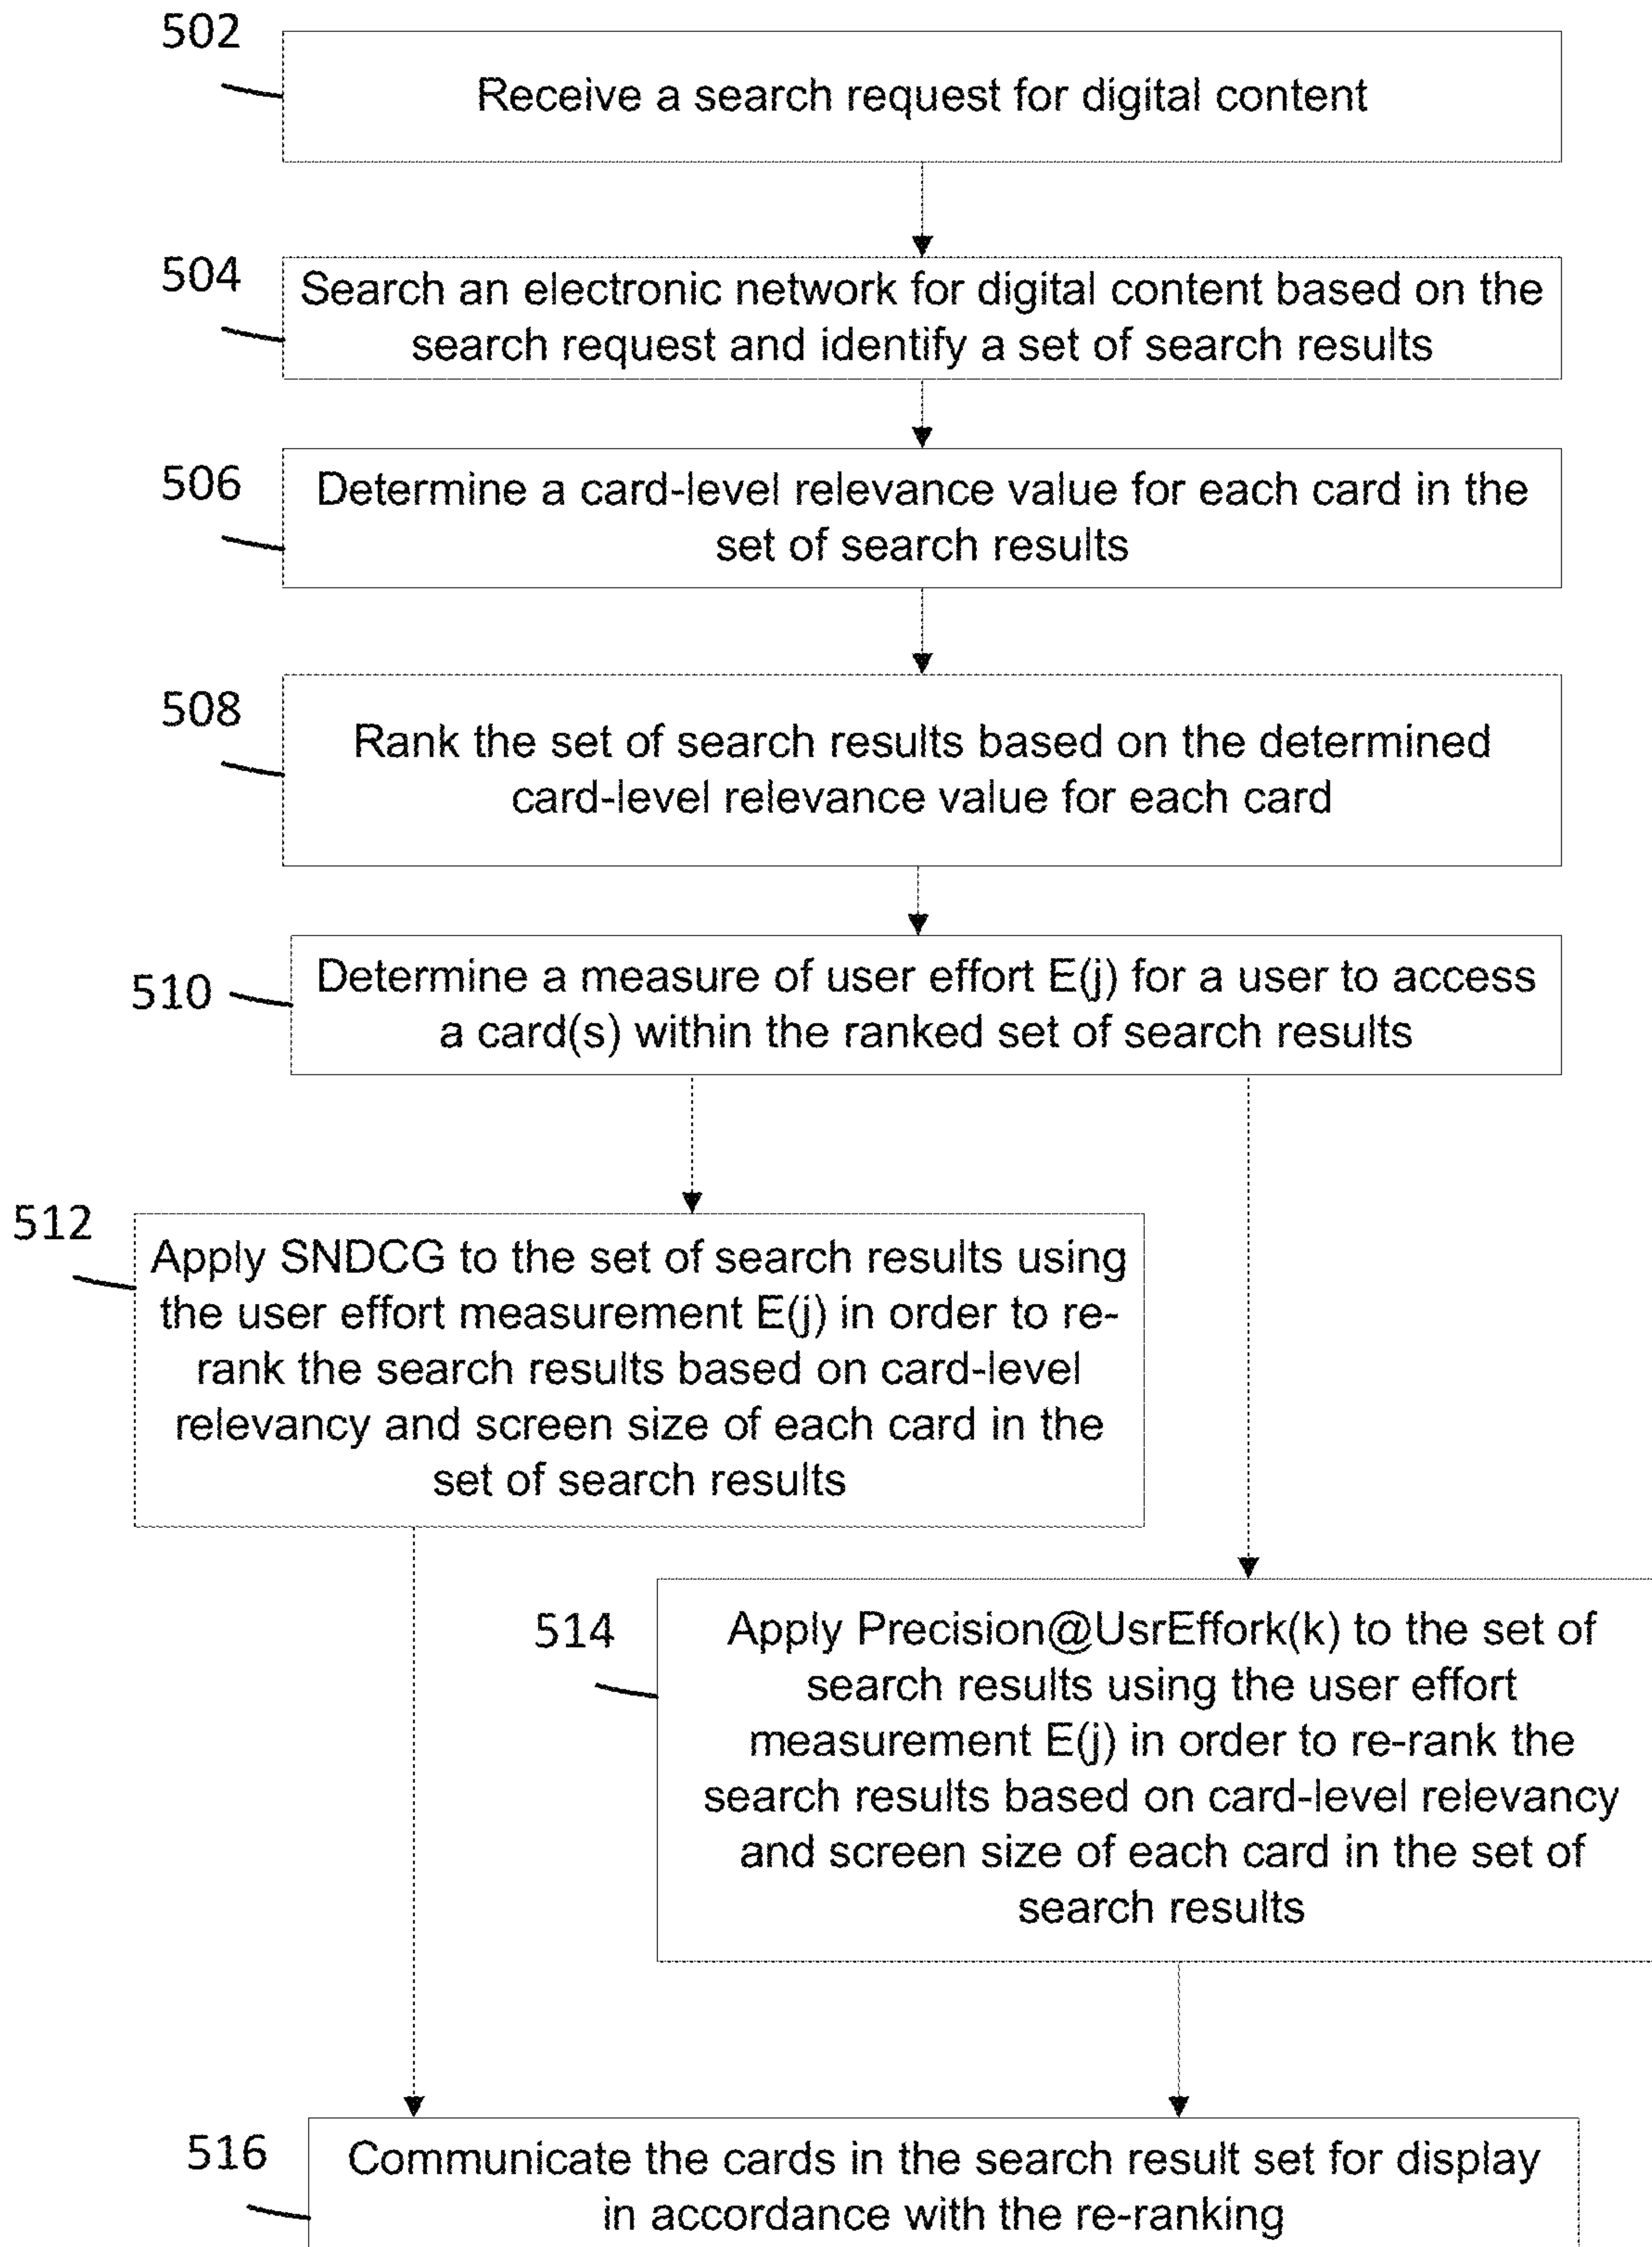 502
Receive a search request for digital content
504
Search an electronic network for digital content based on the
search request and identify a set of search results
506
Determine a card-level relevance value for each card in the
set of search results
508
Rank the set of search results based on the determined
card-level relevance value for each card
510
Determine a measure of user effort E(j) for a user to access
a card(s) within the ranked set of search results
512
Apply SNDCG to the set of search results using
the user effort measurement E(j) in order to re-
rank the search results based on card-level
relevancy and screen size of each card in the
set of search results
514
Apply Precision@UsrEffork(k) to the set of
search results using the user effort
measurement E(j) in order to re-rank the
search results based on card-level relevancy
and screen size of each card in the set of
search results
516
Communicate the cards in the search result set for display
in accordance with the re-ranking